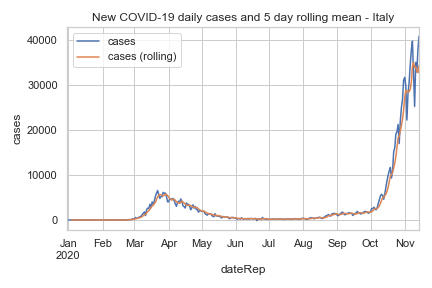 New COVID-19 daily cases and 5 day rolling mean - Italy
cases
cases (rolling)
40000
30000
20000
10000
0
cases
Jan Feb Mar Apr May Jun Jul Aug Sep Oct Nov
2020
dateRep